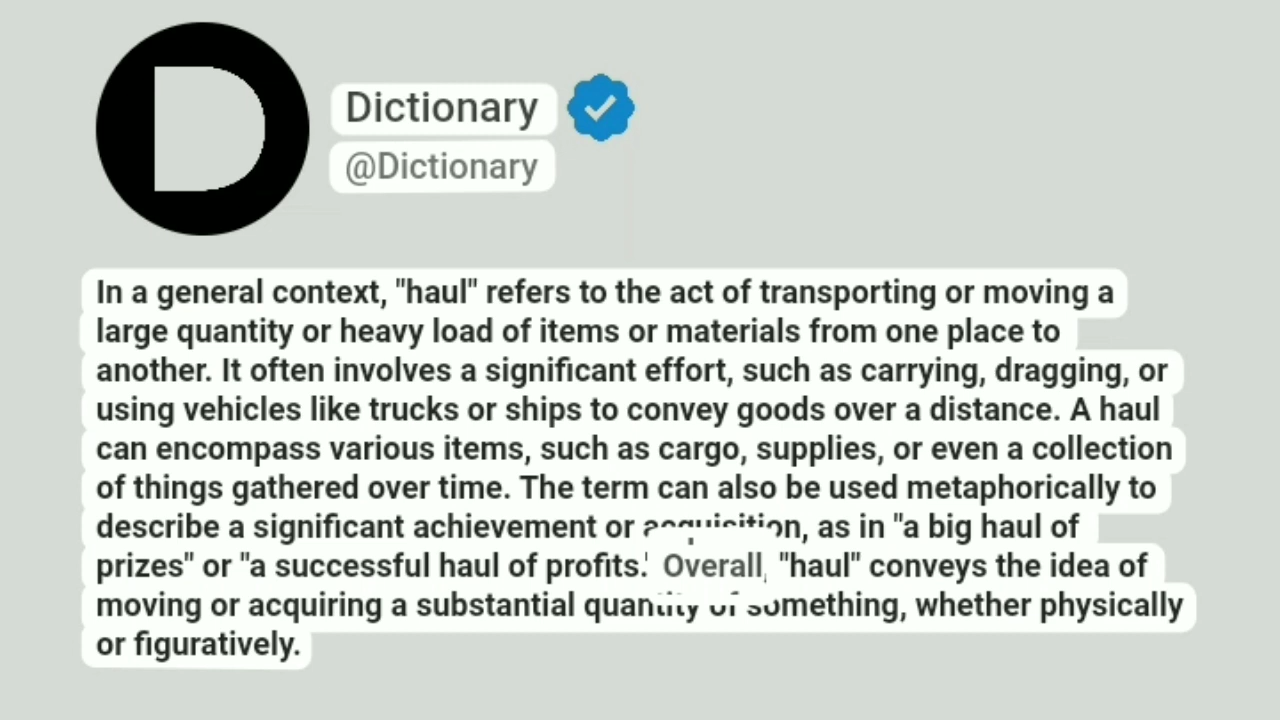 D
Dictionary
@Dictionary
In a general context, "haul" refers to the act of transporting or moving a
large quantity or heavy load of items or materials from one place to
another. It often involves a significant effort, such as carrying, dragging, or
using vehicles like trucks or ships to convey goods over a distance. A haul
can encompass various items, such as cargo, supplies, or even a collection
of things gathered over time. The term can also be used metaphorically to
describe a significant achievement or acquisition, as in "a big haul of
prizes" or "a successful haul of profits.' Overall, "haul" conveys the idea of
moving or acquiring a substantial quantity of something, whether physically
or figuratively.